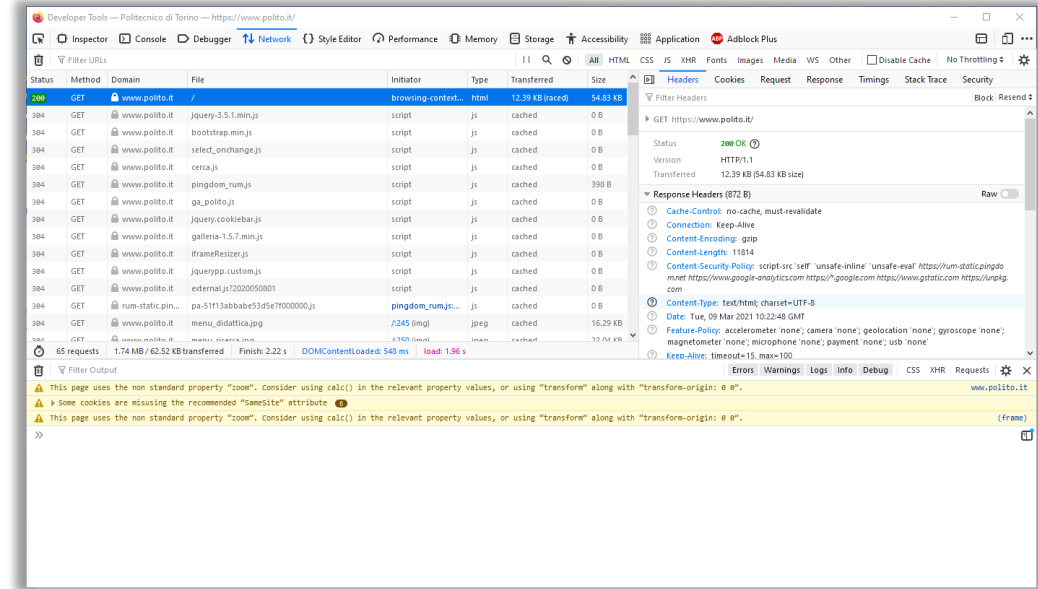 Developer Tools — Politecnico di Torino — https://www.polito.it/
Inspector Console Debugger Network Style Editor Performance Memory Storage Accessibility Application Adblock Plus
Filter URLs All HTML CSS JS XHR Fonts Images Media WS Other Disable Cache No Throttling
Status Method Domain File Initiator Type Transferred Size
200 GET www.polito.it / browsing-context... html 12.39 KB (raced) 54.83 KB
304 GET www.polito.it jquery-3.5.1.min.js script js cached 0 B
304 GET www.polito.it bootstrap.min.js script js cached 0 B
304 GET www.polito.it select_onchange.js script js cached 0 B
304 GET www.polito.it cerca.js script js cached 0 B
304 GET www.polito.it pingdom_rum.js script js cached 398 B
304 GET www.polito.it ga_polito.js script js cached 0 B
304 GET www.polito.it jquery.cookiebar.js script js cached 0 B
304 GET www.polito.it galleria-1.5.7.min.js script js cached 0 B
304 GET www.polito.it iframeResizer.js script js cached 0 B
304 GET www.polito.it jquerypp.custom.js script js cached 0 B
304 GET www.polito.it external.js?2020050801 script js cached 0 B
304 GET rum-static.pin... pa-51f13abbabe53d5e7f000000.js pingdom_rum.js:... js cached 0 B
304 GET www.polito.it menu_didattica.jpg /:245 (img) jpeg cached 16.29 KB
304 GET www.polito.it menu_ricerca.jpg /:250 (img) jpeg cached 22.04 KB
65 requests 1.74 MB / 62.52 KB transferred Finish: 2.22 s DOMContentLoaded: 548 ms load: 1.96 s
Headers Cookies Request Response Timings Stack Trace Security
Filter Headers Block Resend
GET https://www.polito.it/
Status 200 OK
Version HTTP/1.1
Transferred 12.39 KB (54.83 KB size)
Response Headers (872 B) Raw
Cache-Control: no-cache, must-revalidate
Connection: Keep-Alive
Content-Encoding: gzip
Content-Length: 11814
Content-Security-Policy: script-src 'self' 'unsafe-inline' 'unsafe-eval' https://rum-static.pingdo
m.net https://www.google-analytics.com https://*.google.com https://www.gstatic.com https://unpkg.
com
Content-Type: text/html; charset=UTF-8
Date: Tue, 09 Mar 2021 10:22:48 GMT
Feature-Policy: accelerometer 'none'; camera 'none'; geolocation 'none'; gyroscope 'none';
magnetometer 'none'; microphone 'none'; payment 'none'; usb 'none'
Keep-Alive: timeout=15, max=100
Filter Output Errors Warnings Logs Info Debug CSS XHR Requests
This page uses the non standard property "zoom". Consider using calc() in the relevant property values, or using "transform" along with "transform-origin: 0 0". www.polito.it
Some cookies are misusing the recommended "SameSite" attribute 6
This page uses the non standard property "zoom". Consider using calc() in the relevant property values, or using "transform" along with "transform-origin: 0 0". (frame)